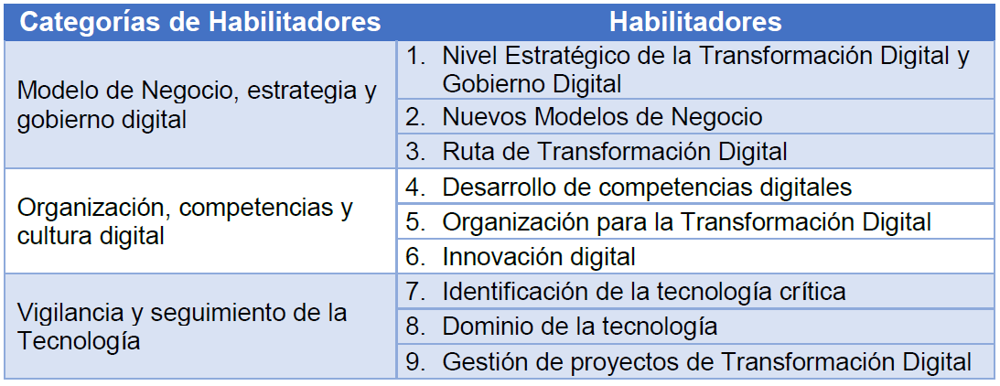 Categorías de Habilitadores
Habilitadores
Modelo de Negocio, estrategia y
gobierno digital
1. Nivel Estratégico de la Transformación Digital y
Gobierno Digital
2. Nuevos Modelos de Negocio
3. Ruta de Transformación Digital
Organización, competencias y
cultura digital
4. Desarrollo de competencias digitales
5. Organización para la Transformación Digital
6. Innovación digital
Vigilancia y seguimiento de la
Tecnología
7. Identificación de la tecnología crítica
8. Dominio de la tecnología
9. Gestión de proyectos de Transformación Digital